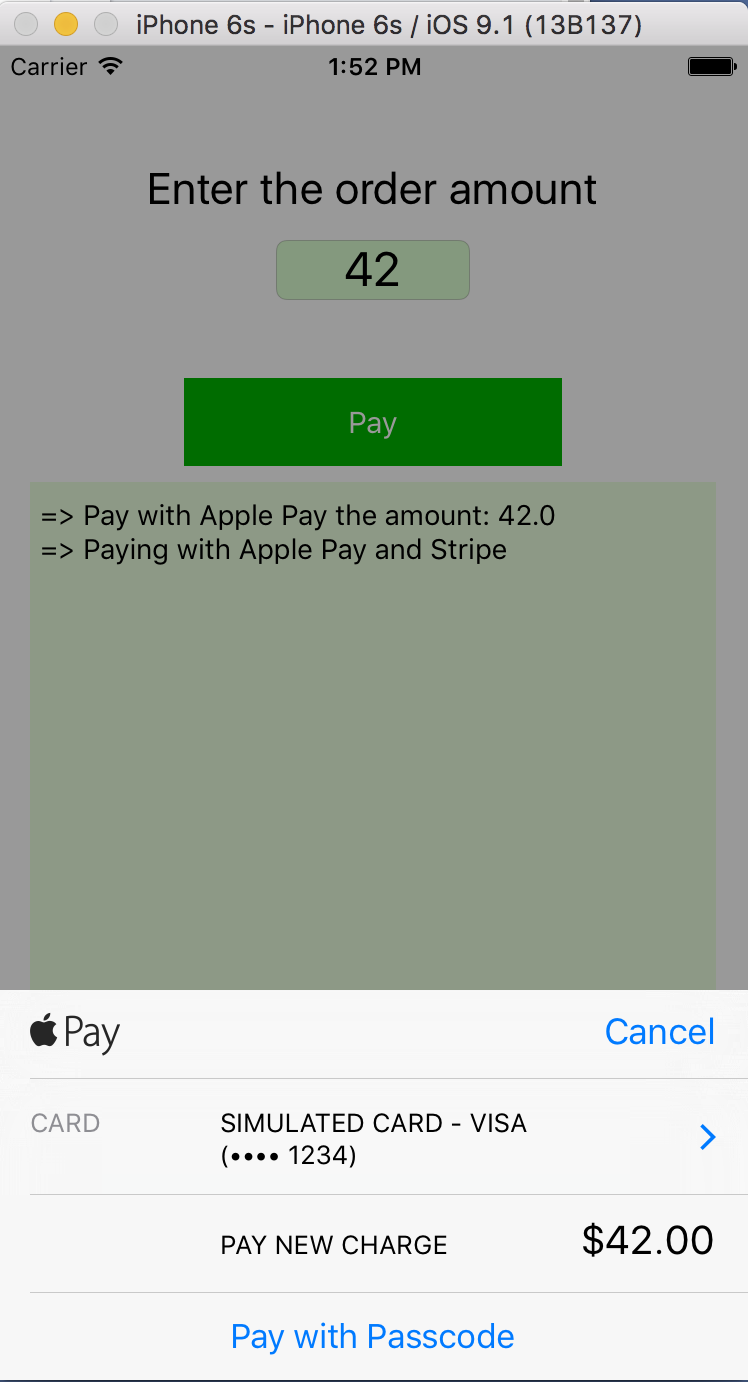 iPhone 6s - iPhone 6s / iOS 9.1 (13B137)
Carrier 1:52 PM
Enter the order amount
42
Pay
=> Pay with Apple Pay the amount: 42.0
=> Paying with Apple Pay and Stripe
Pay Cancel
CARD SIMULATED CARD - VISA
(•••• 1234)
PAY NEW CHARGE $42.00
Pay with Passcode